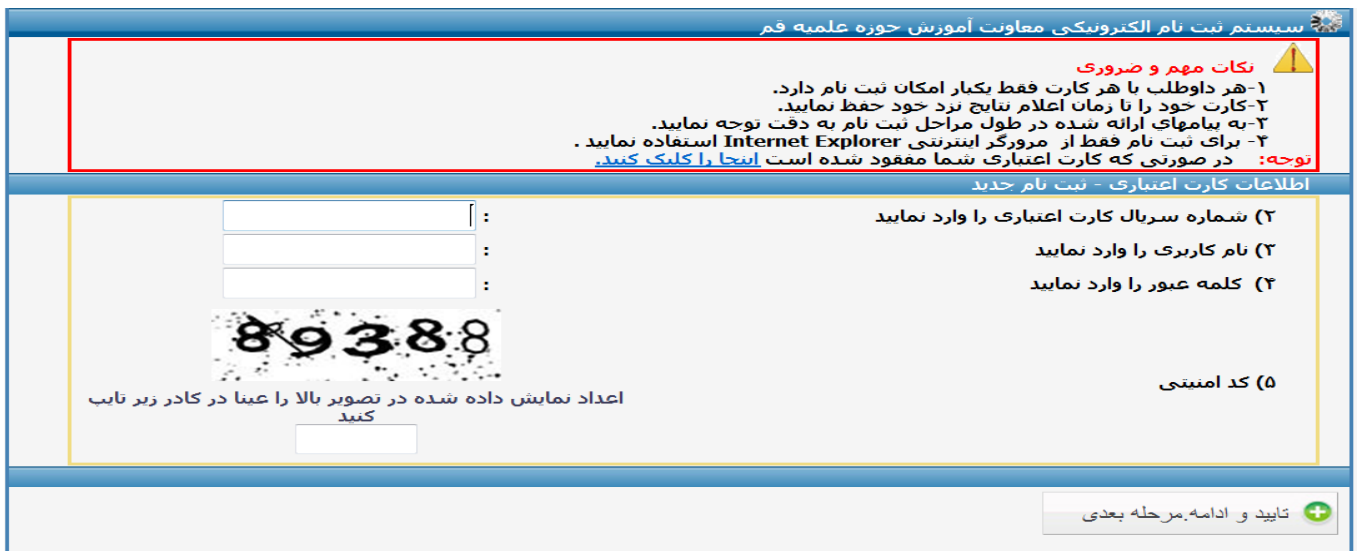 سیستم ثبت نام الکترونیکی معاونت آموزش حوزه علمیه قم
نکات مهم و ضروری
۱-هر داوطلب با هر کارت فقط یکبار امکان ثبت نام دارد.
۲-کارت خود را تا زمان اعلام نتایج نزد خود حفظ نمایید.
۳-به پیامهای ارائه شده در طول مراحل ثبت نام به دقت توجه نمایید.
۴- برای ثبت نام فقط از مرورگر اینترنتی Internet Explorer استفاده نمایید .
توجه: در صورتی که کارت اعتباری شما مفقود شده است اینجا را کلیک کنید.
اطلاعات کارت اعتباری - ثبت نام جدید
۲) شماره سریال کارت اعتباری را وارد نمایید :
۳) نام کاربری را وارد نمایید :
۴) کلمه عبور را وارد نمایید :
89388
۵) کد امنیتی
اعداد نمایش داده شده در تصویر بالا را عینا در کادر زیر تایپ
کنید
تایید و ادامه.مرحله بعدی